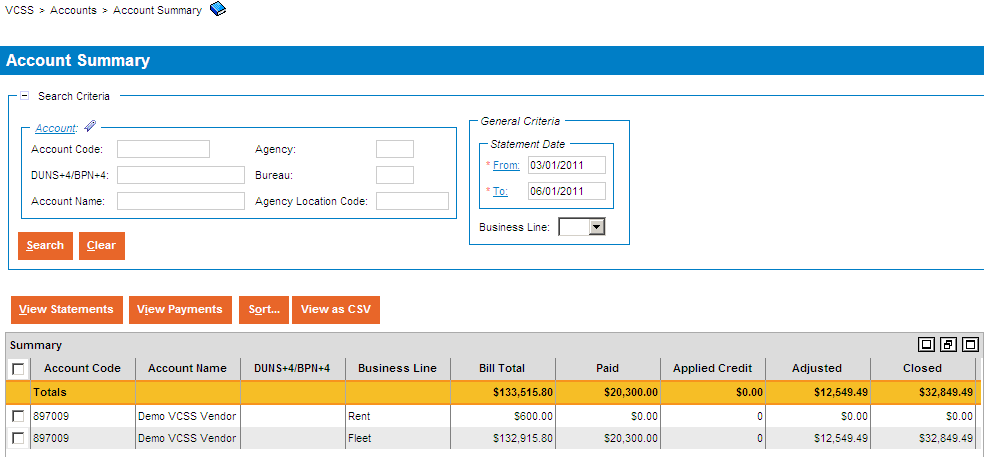 VCSS > Accounts > Account Summary
Account Summary
Search Criteria
Account:
Account Code:
Agency:
DUNS+4/BPN+4:
Bureau:
Account Name:
Agency Location Code:
General Criteria
Statement Date
* From: 03/01/2011
* To: 06/01/2011
Business Line:
Search Clear
View Statements View Payments Sort... View as CSV
Summary
Account Code Account Name DUNS+4/BPN+4 Business Line Bill Total Paid Applied Credit Adjusted Closed
Totals $133,515.80 $20,300.00 $0.00 $12,549.49 $32,849.49
897009 Demo VCSS Vendor Rent $600.00 $0.00 0 $0.00 $0.00
897009 Demo VCSS Vendor Fleet $132,915.80 $20,300.00 0 $12,549.49 $32,849.49